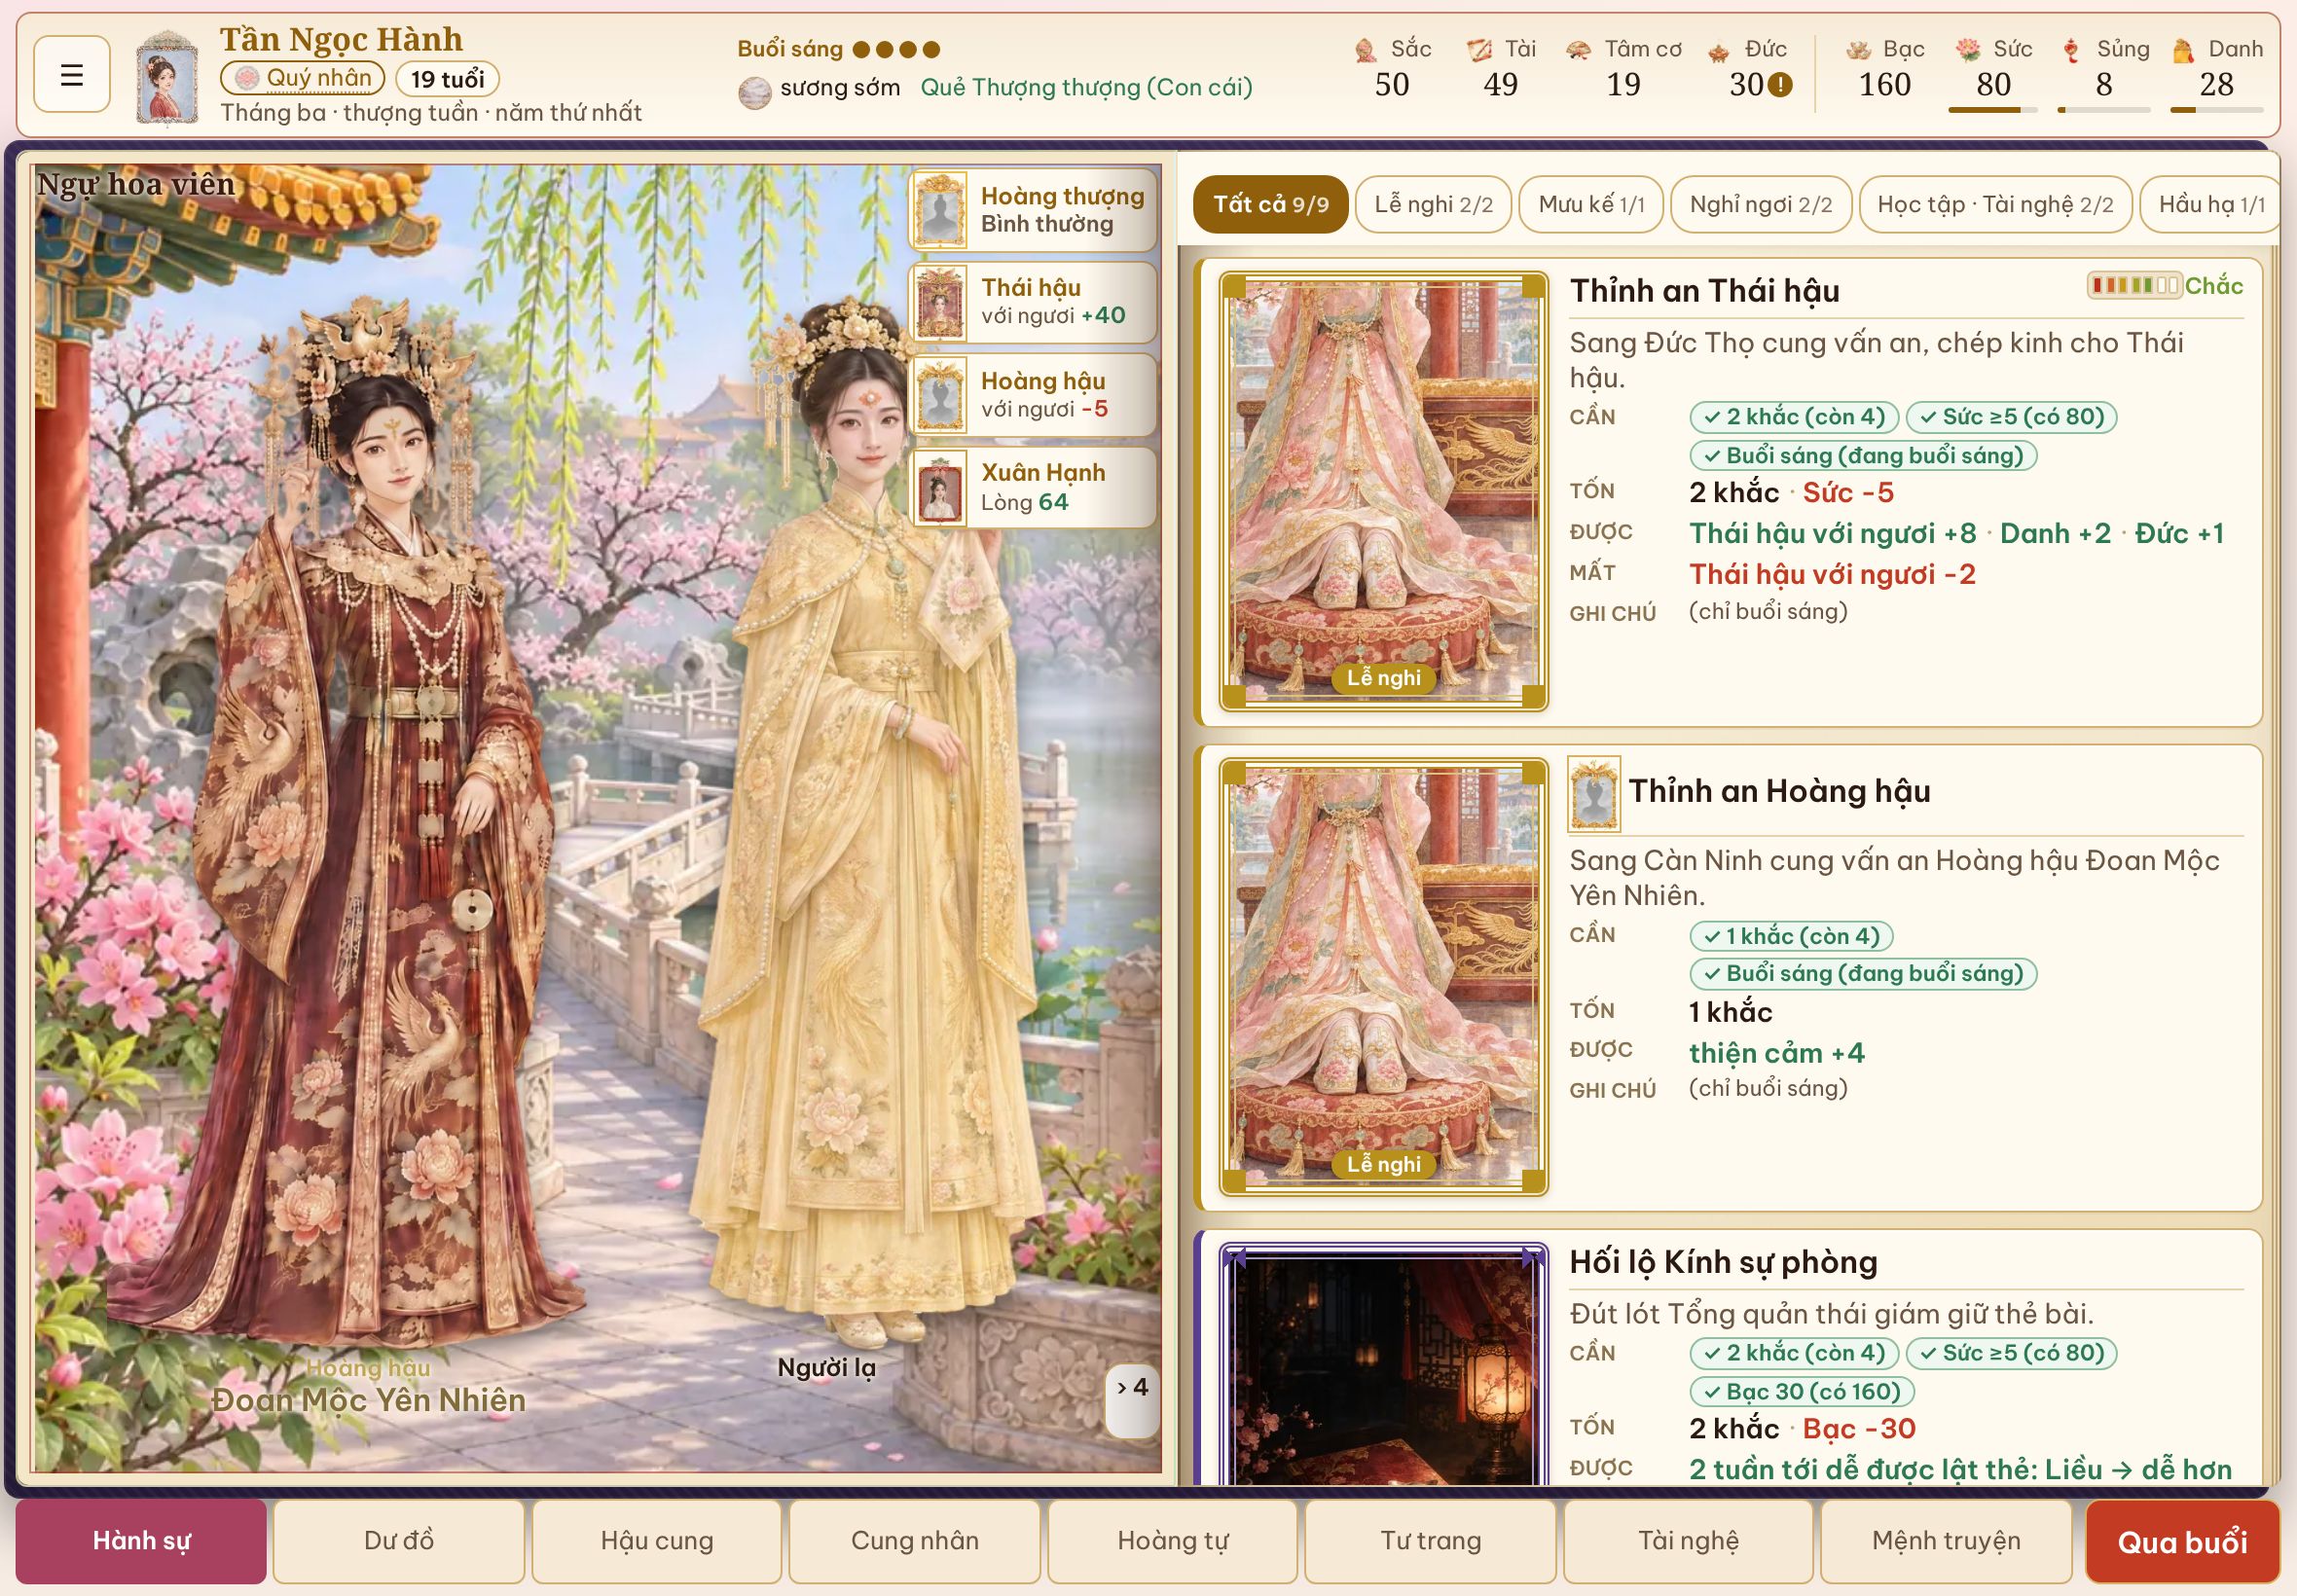 ☰
Tần Ngọc Hành
Quý nhân
19 tuổi
Tháng ba · thượng tuần · năm thứ nhất
Buổi sáng
sương sớm
Quẻ Thượng thượng (Con cái)
Sắc
50
Tài
49
Tâm cơ
19
Đức
30 !
Bạc
160
Sức
80
Sủng
8
Danh
28
Ngự hoa viên
Hoàng thượng
Bình thường
Thái hậu
với ngươi +40
Hoàng hậu
với ngươi -5
Xuân Hạnh
Lòng 64
Hoàng hậu
Đoan Mộc Yên Nhiên
Người lạ
› 4
Tất cả 9/9
Lễ nghi 2/2
Mưu kế 1/1
Nghỉ ngơi 2/2
Học tập · Tài nghệ 2/2
Hầu hạ 1/1
Lễ nghi
Thỉnh an Thái hậu
Chắc
Sang Đức Thọ cung vấn an, chép kinh cho Thái
hậu.
CẦN
✓ 2 khắc (còn 4)
✓ Sức ≥5 (có 80)
✓ Buổi sáng (đang buổi sáng)
TỐN
2 khắc · Sức -5
ĐƯỢC
Thái hậu với ngươi +8 · Danh +2 · Đức +1
MẤT
Thái hậu với ngươi -2
GHI CHÚ
(chỉ buổi sáng)
Lễ nghi
Thỉnh an Hoàng hậu
Sang Càn Ninh cung vấn an Hoàng hậu Đoan Mộc
Yên Nhiên.
CẦN
✓ 1 khắc (còn 4)
✓ Buổi sáng (đang buổi sáng)
TỐN
1 khắc
ĐƯỢC
thiện cảm +4
GHI CHÚ
(chỉ buổi sáng)
Hối lộ Kính sự phòng
Đút lót Tổng quản thái giám giữ thẻ bài.
CẦN
✓ 2 khắc (còn 4)
✓ Sức ≥5 (có 80)
✓ Bạc 30 (có 160)
TỐN
2 khắc · Bạc -30
ĐƯỢC
2 tuần tới dễ được lật thẻ: Liều → dễ hơn
Hành sự
Dư đồ
Hậu cung
Cung nhân
Hoàng tự
Tư trang
Tài nghệ
Mệnh truyện
Qua buổi